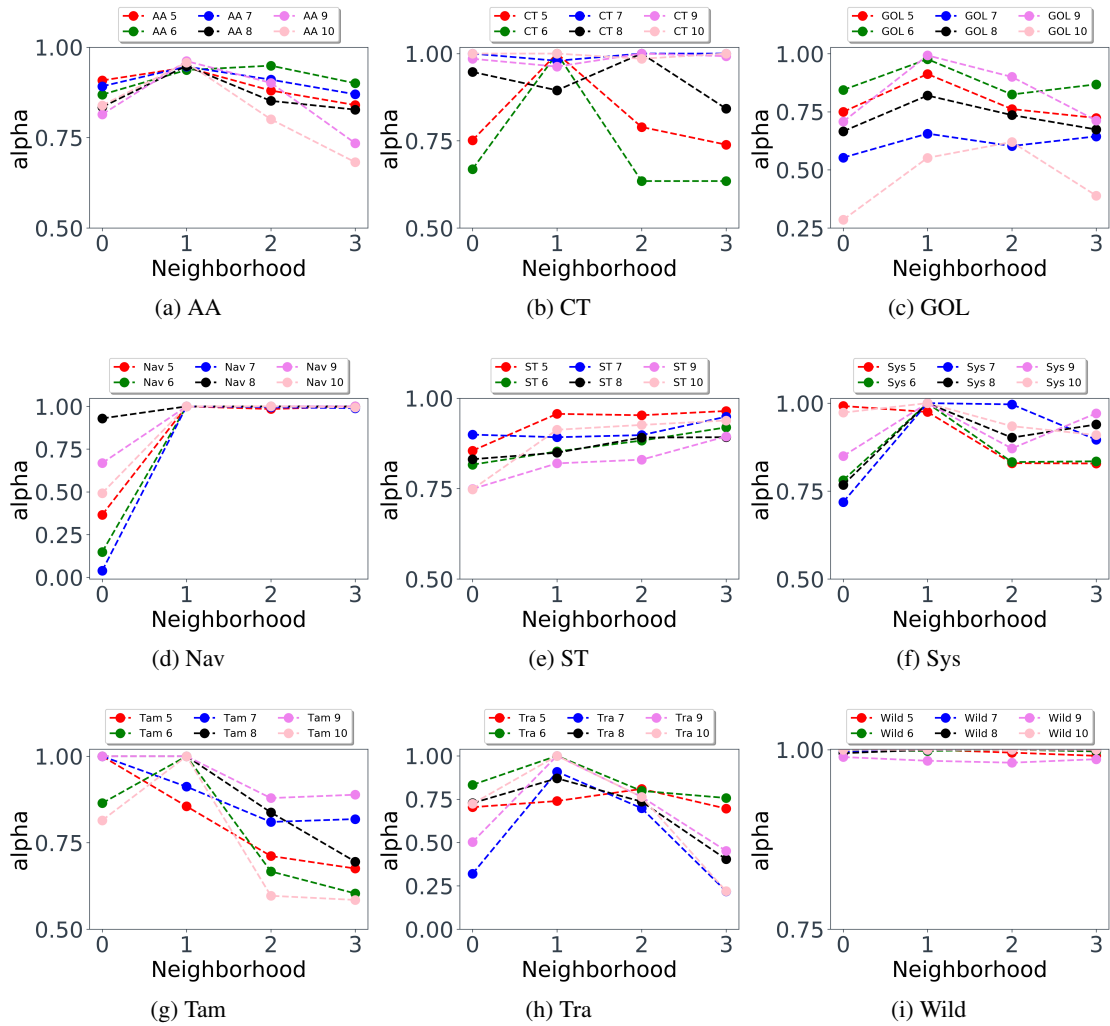 AA 5 AA 7 AA 9
AA 6 AA 8 AA 10
1.00
0.75
0.50
alpha
0 1 2 3
Neighborhood
(a) AA
CT 5 CT 7 CT 9
CT 6 CT 8 CT 10
1.00
0.75
0.50
alpha
0 1 2 3
Neighborhood
(b) CT
GOL 5 GOL 7 GOL 9
GOL 6 GOL 8 GOL 10
1.00
0.75
0.50
0.25
alpha
0 1 2 3
Neighborhood
(c) GOL
Nav 5 Nav 7 Nav 9
Nav 6 Nav 8 Nav 10
1.00
0.75
0.50
0.25
0.00
alpha
0 1 2 3
Neighborhood
(d) Nav
ST 5 ST 7 ST 9
ST 6 ST 8 ST 10
1.00
0.75
0.50
alpha
0 1 2 3
Neighborhood
(e) ST
Sys 5 Sys 7 Sys 9
Sys 6 Sys 8 Sys 10
1.00
0.75
0.50
alpha
0 1 2 3
Neighborhood
(f) Sys
Tam 5 Tam 7 Tam 9
Tam 6 Tam 8 Tam 10
1.00
0.75
0.50
alpha
0 1 2 3
Neighborhood
(g) Tam
Tra 5 Tra 7 Tra 9
Tra 6 Tra 8 Tra 10
1.00
0.75
0.50
0.25
0.00
alpha
0 1 2 3
Neighborhood
(h) Tra
Wild 5 Wild 7 Wild 9
Wild 6 Wild 8 Wild 10
1.00
0.75
alpha
0 1 2 3
Neighborhood
(i) Wild